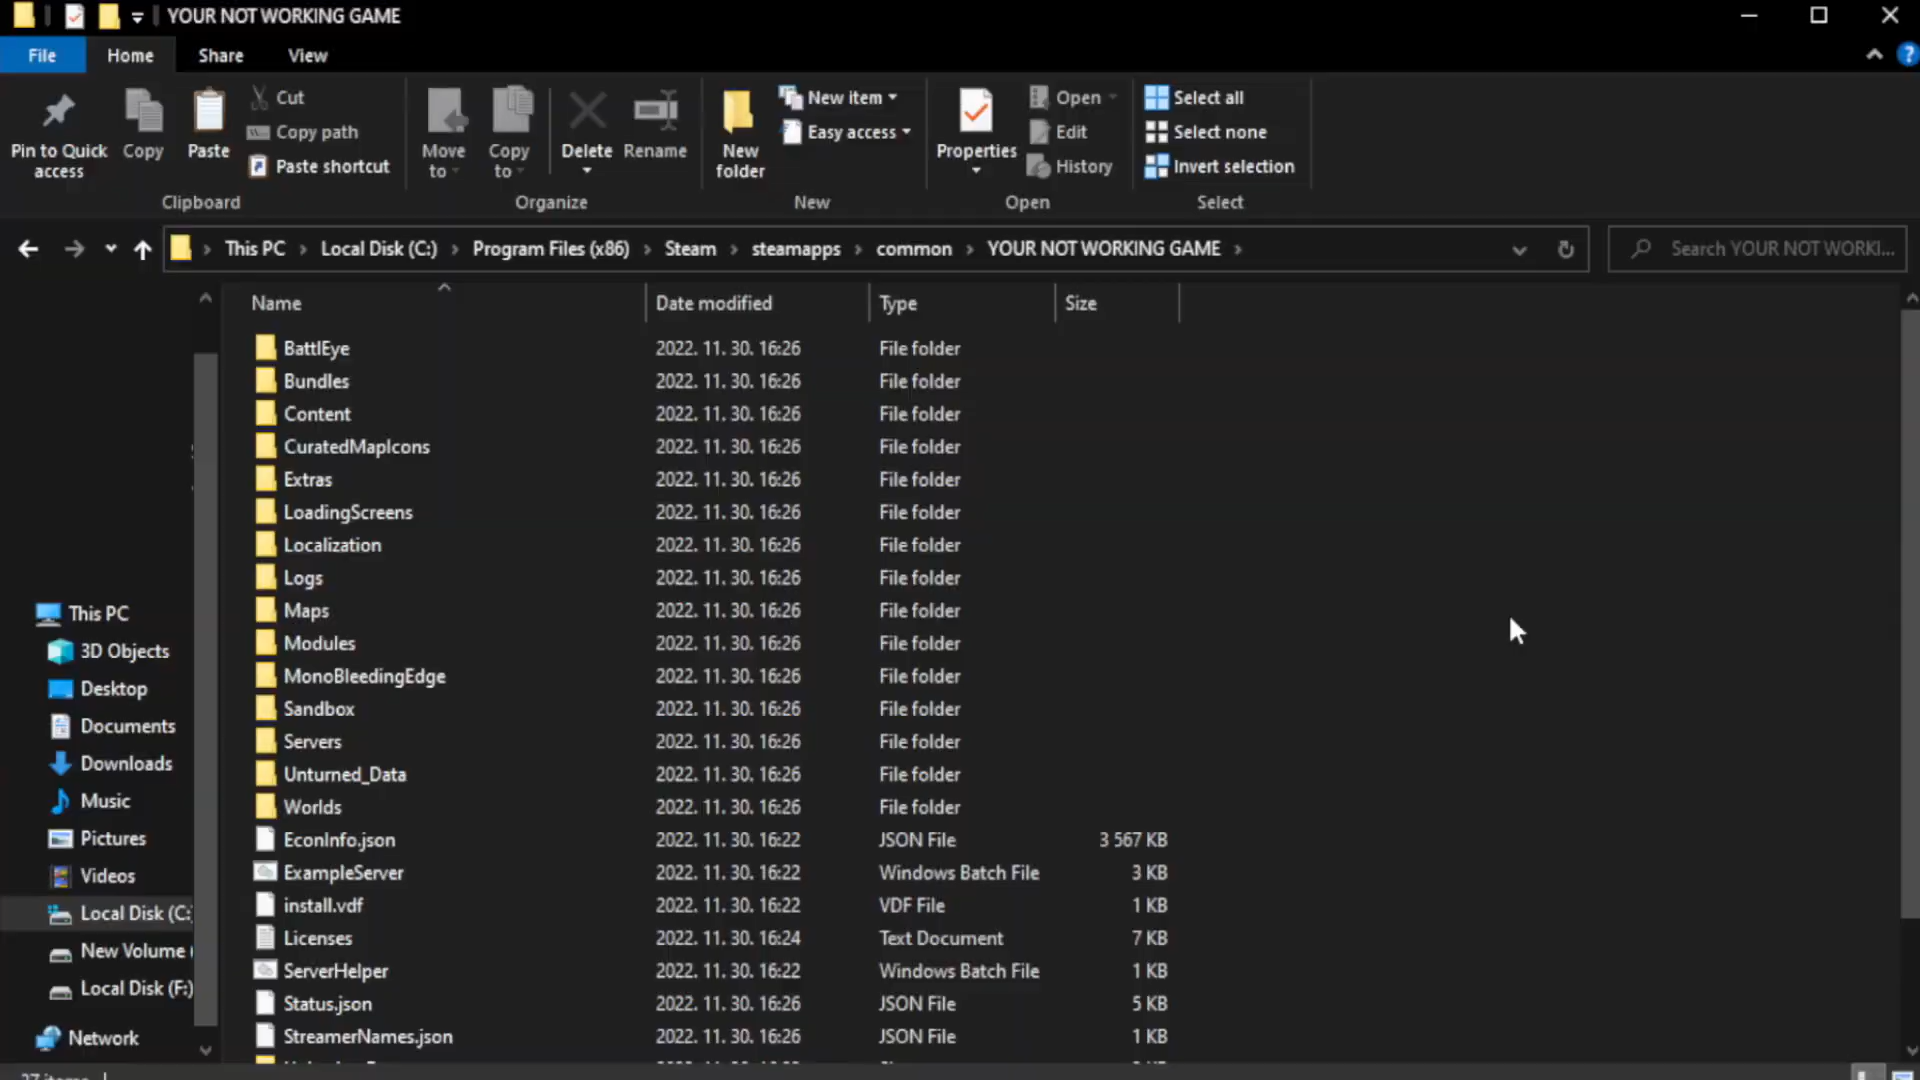 YOUR NOT WORKING GAME
File Home Share View
Pin to Quick access
Copy
Paste
Cut
Copy path
Paste shortcut
Clipboard
Move to
Copy to
Delete
Rename
Organize
New folder
New item
Easy access
New
Properties
Open
Edit
History
Open
Select all
Select none
Invert selection
Select
This PC > Local Disk (C:) > Program Files (x86) > Steam > steamapps > common > YOUR NOT WORKING GAME >
Search YOUR NOT WORKI...
Name Date modified Type Size
BattlEye 2022. 11. 30. 16:26 File folder
Bundles 2022. 11. 30. 16:26 File folder
Content 2022. 11. 30. 16:26 File folder
CuratedMapIcons 2022. 11. 30. 16:26 File folder
Extras 2022. 11. 30. 16:26 File folder
LoadingScreens 2022. 11. 30. 16:26 File folder
Localization 2022. 11. 30. 16:26 File folder
Logs 2022. 11. 30. 16:26 File folder
Maps 2022. 11. 30. 16:26 File folder
Modules 2022. 11. 30. 16:26 File folder
MonoBleedingEdge 2022. 11. 30. 16:26 File folder
Sandbox 2022. 11. 30. 16:26 File folder
Servers 2022. 11. 30. 16:26 File folder
Unturned_Data 2022. 11. 30. 16:26 File folder
Worlds 2022. 11. 30. 16:26 File folder
EconInfo.json 2022. 11. 30. 16:22 JSON File 3 567 KB
ExampleServer 2022. 11. 30. 16:22 Windows Batch File 3 KB
install.vdf 2022. 11. 30. 16:22 VDF File 1 KB
Licenses 2022. 11. 30. 16:24 Text Document 7 KB
ServerHelper 2022. 11. 30. 16:22 Windows Batch File 1 KB
Status.json 2022. 11. 30. 16:26 JSON File 5 KB
StreamerNames.json 2022. 11. 30. 16:26 JSON File 1 KB
This PC
3D Objects
Desktop
Documents
Downloads
Music
Pictures
Videos
Local Disk (C:
New Volume (
Local Disk (F:)
Network